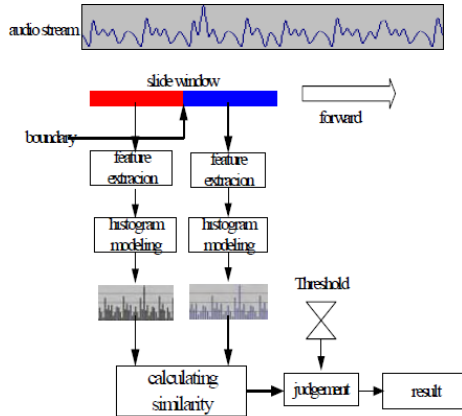 audio stream
slide window
forward
boundary
feature
extracion
feature
extracion
histogram
modeling
histogram
modeling
Threshold
calculating
similarity
judgement
result